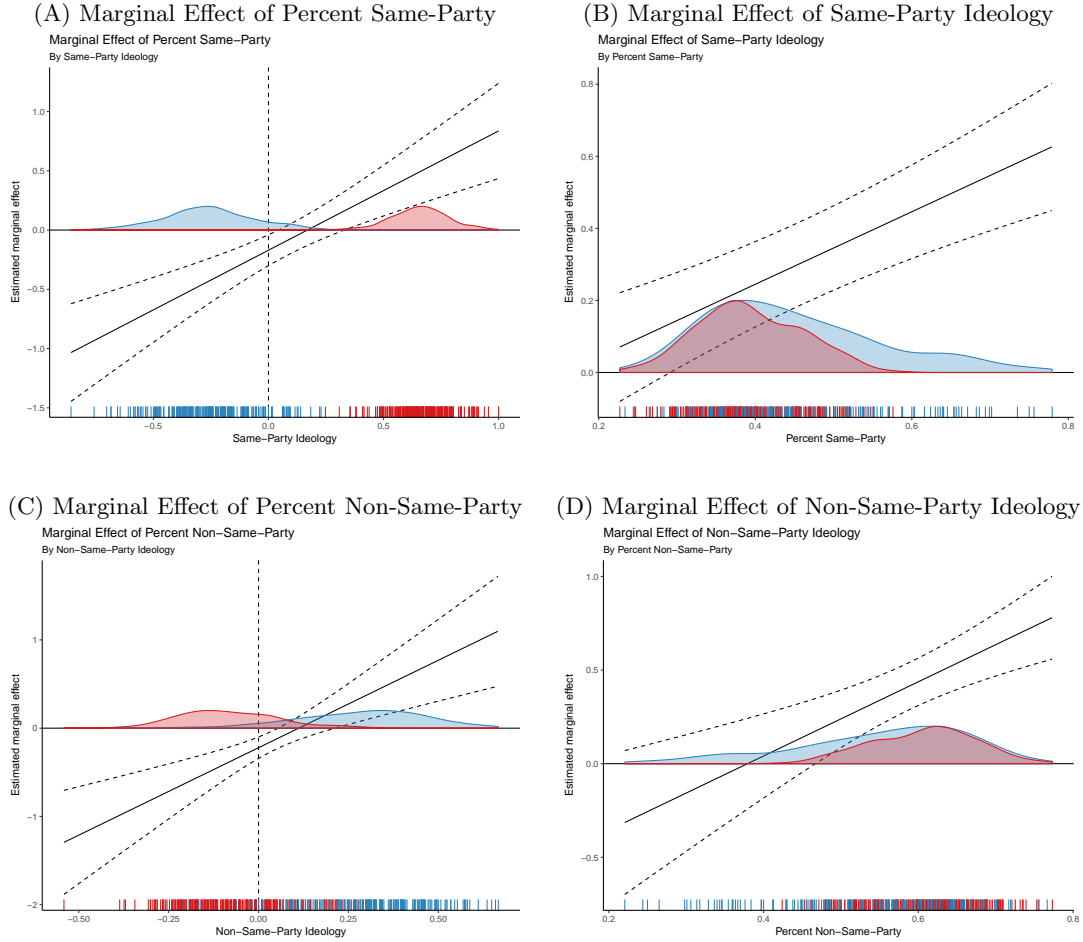 (A) Marginal Effect of Percent Same-Party
Marginal Effect of Percent Same−Party
By Same−Party Ideology
Estimated marginal effect
1.0
0.5
0.0
−0.5
−1.0
−1.5
−0.5
0.0
0.5
1.0
Same−Party Ideology
(B) Marginal Effect of Same-Party Ideology
Marginal Effect of Same−Party Ideology
By Percent Same−Party
Estimated marginal effect
0.8
0.6
0.4
0.2
0.0
0.2
0.4
0.6
0.8
Percent Same−Party
(C) Marginal Effect of Percent Non-Same-Party
Marginal Effect of Percent Non−Same−Party
By Non−Same−Party Ideology
Estimated marginal effect
1
0
−1
−2
−0.50
−0.25
0.00
0.25
0.50
Non−Same−Party Ideology
(D) Marginal Effect of Non-Same-Party Ideology
Marginal Effect of Non−Same−Party Ideology
By Percent Non−Same−Party
Estimated marginal effect
1.0
0.5
0.0
−0.5
0.2
0.4
0.6
0.8
Percent Non−Same−Party